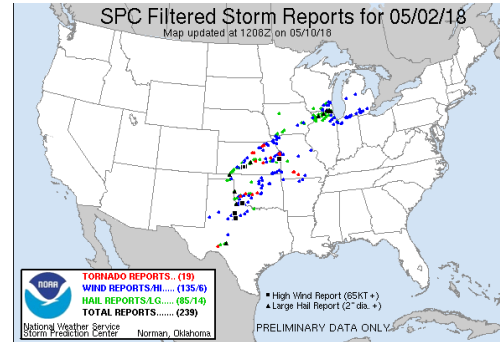 SPC Filtered Storm Reports for 05/02/18
Map updated at 1208Z on 05/10/18
NOAA
TORNADO REPORTS.. (19)
WIND REPORTS/HI..... (135/6)
HAIL REPORTS/LG..... (85/14)
TOTAL REPORTS....... (239)
National Weather Service
Storm Prediction Center Norman, Oklahoma
High Wind Report (65KT +)
Large Hail Report (2" dia. +)
PRELIMINARY DATA ONLY